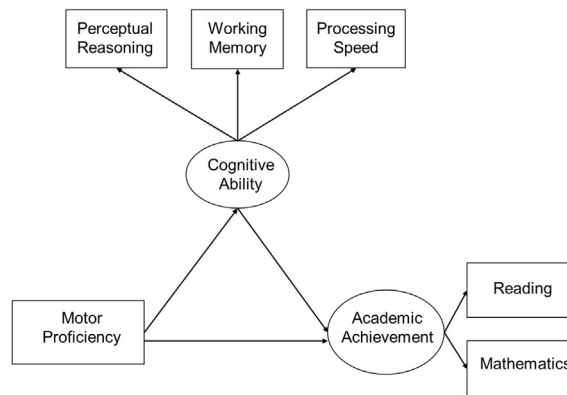 Perceptual
Reasoning
Working
Memory
Processing
Speed
Cognitive
Ability
Motor
Proficiency
Academic
Achievement
Reading
Mathematics